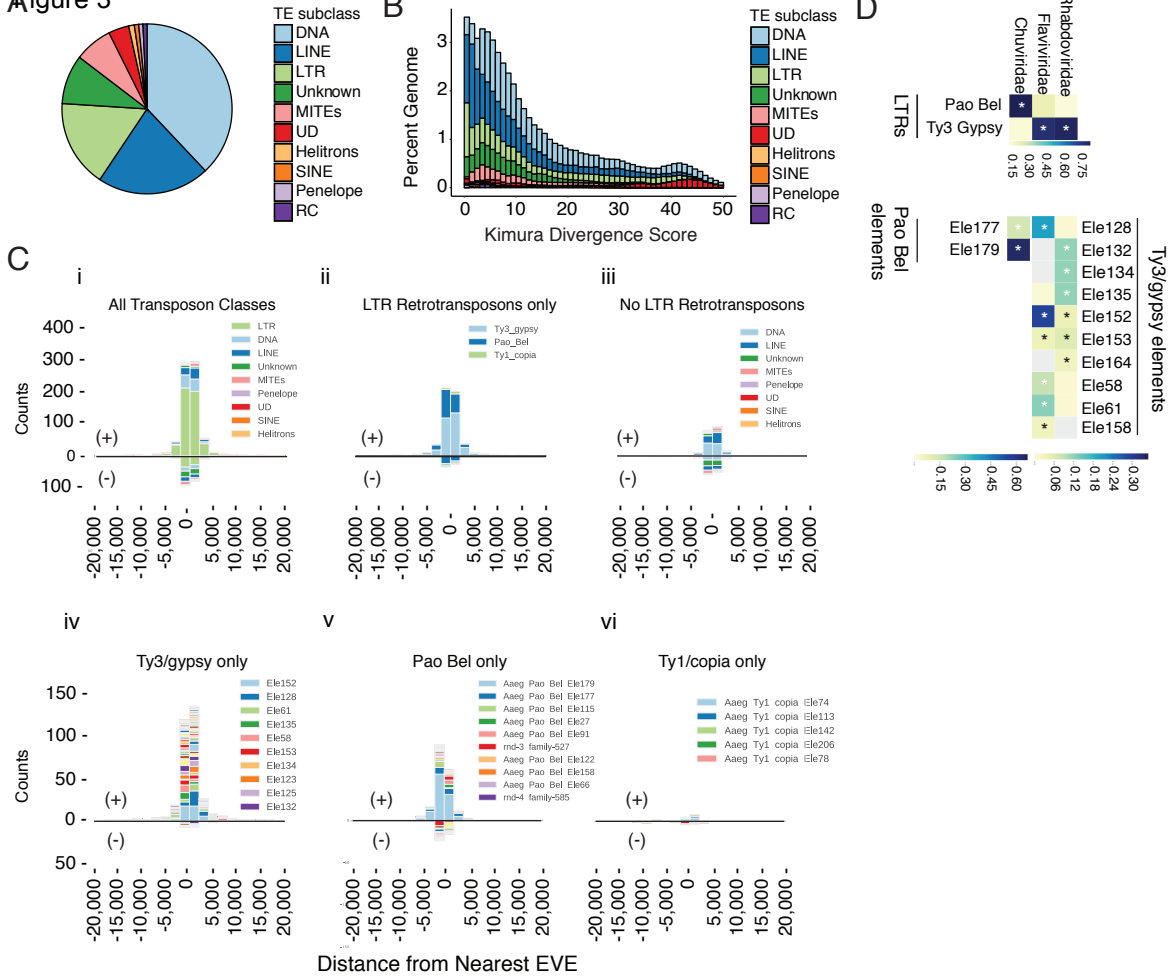 Figure 3
A
TE subclass
DNA
LINE
LTR
Unknown
MITEs
UD
Helitrons
SINE
Penelope
RC
B
Percent Genome
3
2
1
0
0 10 20 30 40 50
Kimura Divergence Score
TE subclass
DNA
LINE
LTR
Unknown
MITEs
UD
Helitrons
SINE
Penelope
RC
D
Chuviridae
Flaviviridae
Rhabdoviridae
LTRs
Pao Bel
Ty3 Gypsy
* * *
0.15 0.30 0.45 0.60 0.75
Pao Bel elements
Ele177
Ele179
Ele128
Ele132
Ele134
Ele135
Ele152
Ele153
Ele164
Ele58
Ele61
Ele158
Ty3/gypsy elements
0.15 0.30 0.45 0.60
0.06 0.12 0.18 0.24 0.30
C
i
All Transposon Classes
Counts
400 -
300 -
200 -
100 -
0 -
100 -
(+)
(-)
LTR
DNA
LINE
Unknown
MITEs
Penelope
UD
SINE
Helitrons
-20,000 -15,000 -10,000 -5,000 0 5,000 10,000 15,000 20,000
ii
LTR Retrotransposons only
Ty3_gypsy
Pao_Bel
Ty1_copia
(+)
(-)
-20,000 -15,000 -10,000 -5,000 0 5,000 10,000 15,000 20,000
iii
No LTR Retrotransposons
DNA
LINE
Unknown
MITEs
Penelope
UD
SINE
Helitrons
(+)
(-)
-20,000 -15,000 -10,000 -5,000 0 5,000 10,000 15,000 20,000
iv
Ty3/gypsy only
Counts
150 -
100 -
50 -
0 -
50 -
(+)
(-)
Ele152
Ele128
Ele61
Ele135
Ele58
Ele153
Ele134
Ele123
Ele125
Ele132
-20,000 -15,000 -10,000 -5,000 0 5,000 10,000 15,000 20,000
v
Pao Bel only
Aaeg Pao Bel Ele179
Aaeg Pao Bel Ele177
Aaeg Pao Bel Ele115
Aaeg Pao Bel Ele27
Aaeg Pao Bel Ele91
rnd-3 family-527
Aaeg Pao Bel Ele122
Aaeg Pao Bel Ele158
Aaeg Pao Bel Ele66
rnd-4 family-585
(+)
(-)
-20,000 -15,000 -10,000 -5,000 0 5,000 10,000 15,000 20,000
vi
Ty1/copia only
Aaeg Ty1 copia Ele74
Aaeg Ty1 copia Ele113
Aaeg Ty1 copia Ele142
Aaeg Ty1 copia Ele206
Aaeg Ty1 copia Ele78
(+)
(-)
-20,000 -15,000 -10,000 -5,000 0 5,000 10,000 15,000 20,000
Distance from Nearest EVE